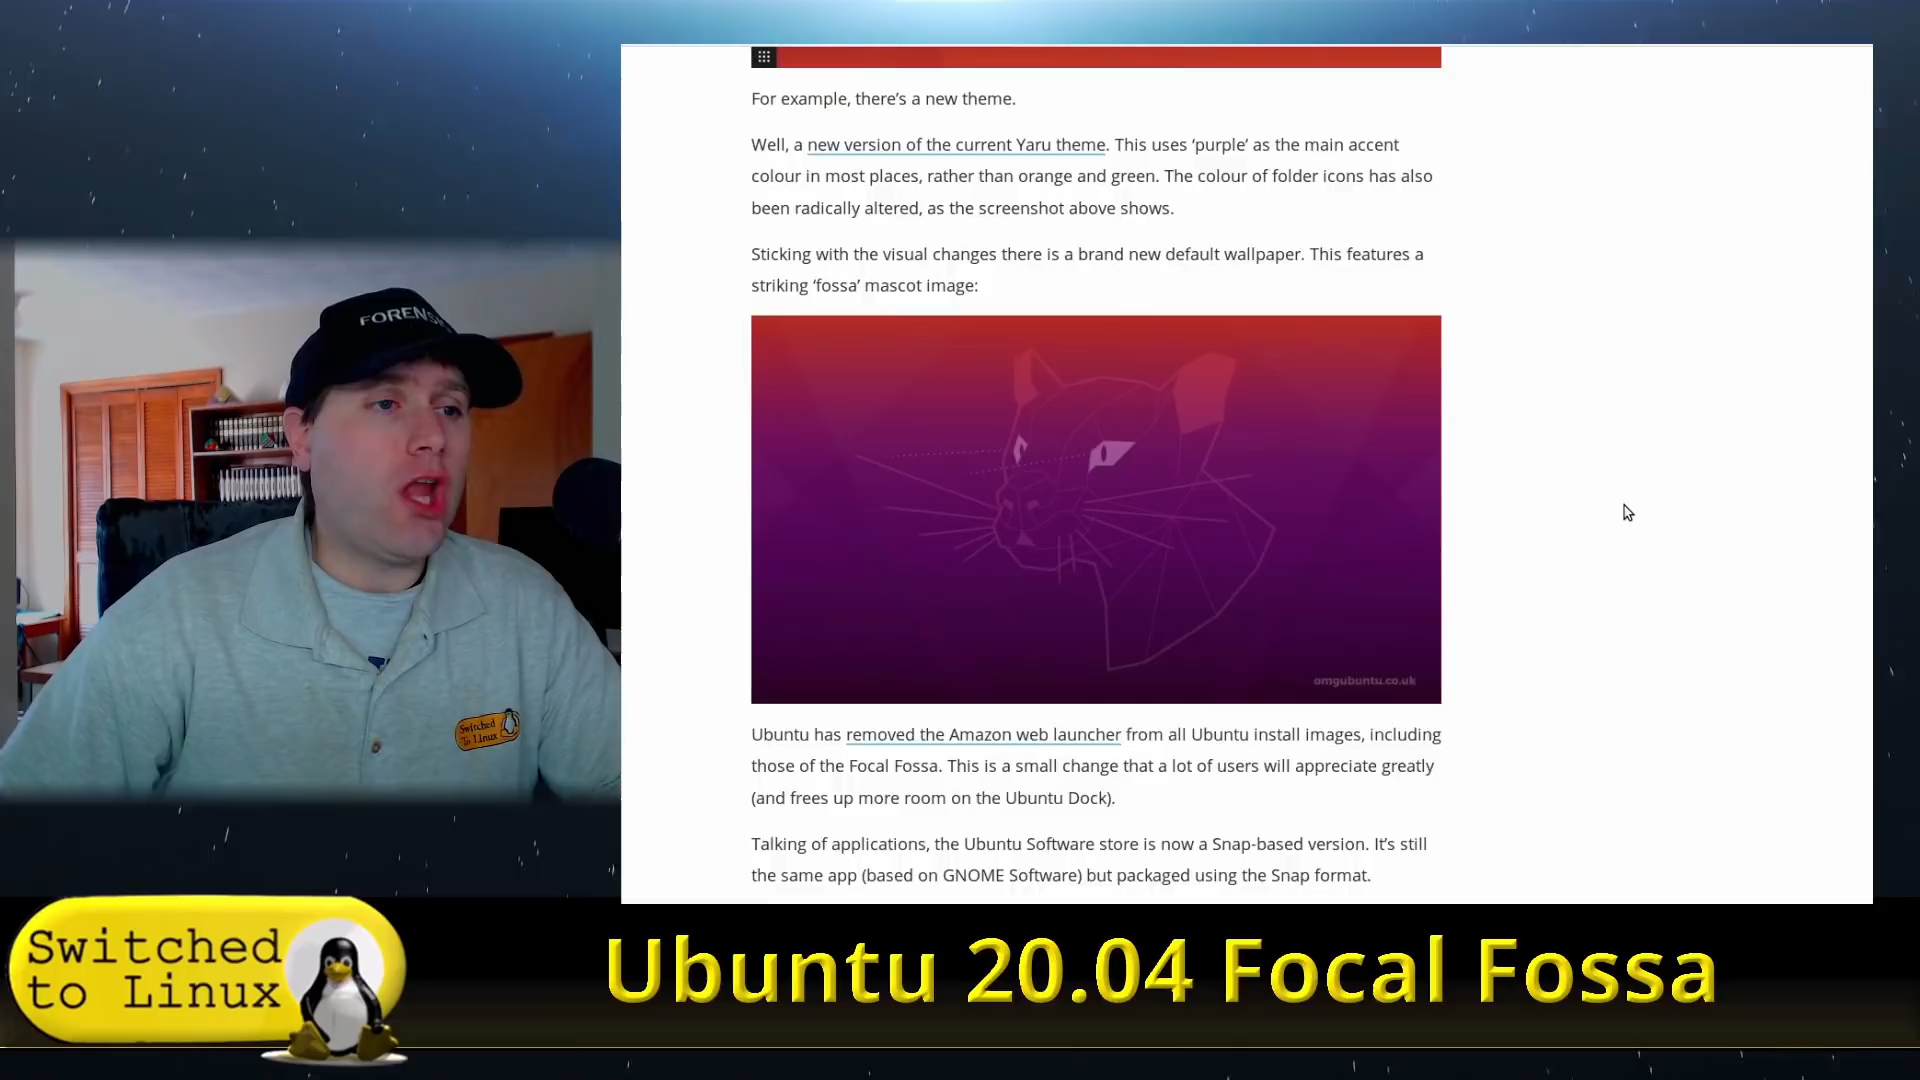 For example, there’s a new theme.
Well, a new version of the current Yaru theme. This uses ‘purple’ as the main accent
colour in most places, rather than orange and green. The colour of folder icons has also
been radically altered, as the screenshot above shows.
Sticking with the visual changes there is a brand new default wallpaper. This features a
striking ‘fossa’ mascot image:
omgubuntu.co.uk
Ubuntu has removed the Amazon web launcher from all Ubuntu install images, including
those of the Focal Fossa. This is a small change that a lot of users will appreciate greatly
(and frees up more room on the Ubuntu Dock).
Talking of applications, the Ubuntu Software store is now a Snap-based version. It’s still
the same app (based on GNOME Software) but packaged using the Snap format.
Switched
to Linux
Switched
to Linux
Ubuntu 20.04 Focal Fossa